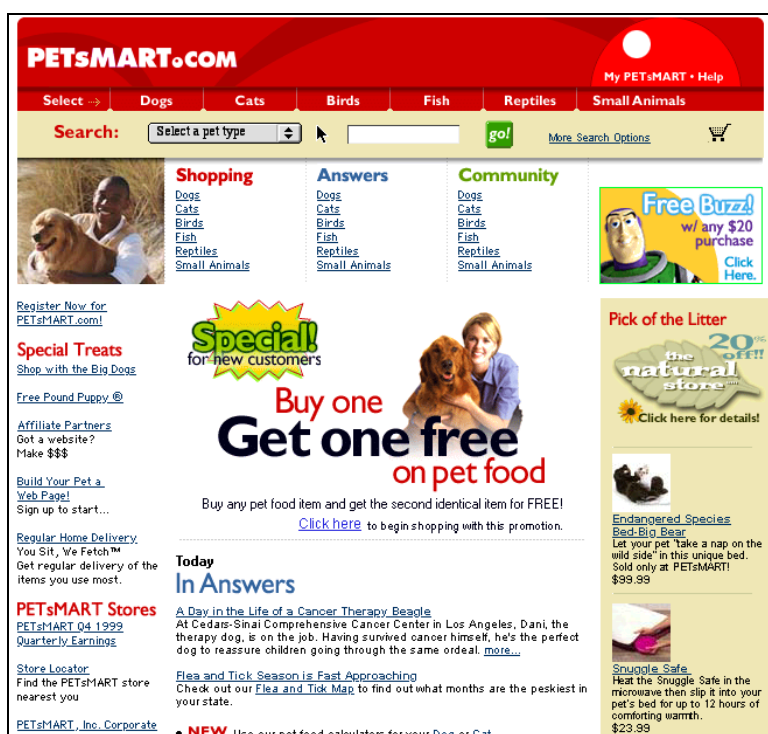 PETsMART.COM
My PETsMART • Help
Select Dogs Cats Birds Fish Reptiles Small Animals
Search: Select a pet type go! More Search Options
Shopping
Dogs
Cats
Birds
Fish
Reptiles
Small Animals
Answers
Dogs
Cats
Birds
Fish
Reptiles
Small Animals
Community
Dogs
Cats
Birds
Fish
Reptiles
Small Animals
Free Buzz!
w/ any $20
purchase
Click
Here.
Register Now for
PETsMART.com!
Special Treats
Shop with the Big Dogs
Free Pound Puppy ®
Affiliate Partners
Got a website?
Make $$$
Build Your Pet a
Web Page!
Sign up to start...
Regular Home Delivery
You Sit, We Fetch™
Get regular delivery of the
items you use most.
PETsMART Stores
PETsMART Q4 1999
Quarterly Earnings
Store Locator
Find the PETsMART store
nearest you
PETsMART, Inc. Corporate
Special!
for new customers
Buy one
Get one free
on pet food
Buy any pet food item and get the second identical item for FREE!
Click here to begin shopping with this promotion.
Today
In Answers
A Day in the Life of a Cancer Therapy Beagle
At Cedars-Sinai Comprehensive Cancer Center in Los Angeles, Dani, the
therapy dog, is on the job. Having survived cancer himself, he's the perfect
dog to reassure children going through the same ordeal. more...
Flea and Tick Season is Fast Approaching
Check out our Flea and Tick Map to find out what months are the peskiest in
your state.
• NEW Use our pet food calculators for your Dog or Cat
Pick of the Litter
20%
off!!
the
natural
store
Click here for details!
Endangered Species
Bed-Big Bear
Let your pet "take a nap on the
wild side" in this unique bed.
Sold only at PETsMART!
$99.99
Snuggle Safe
Heat the Snuggle Safe in the
microwave then slip it into your
pet's bed for up to 12 hours of
comforting warmth.
$23.99